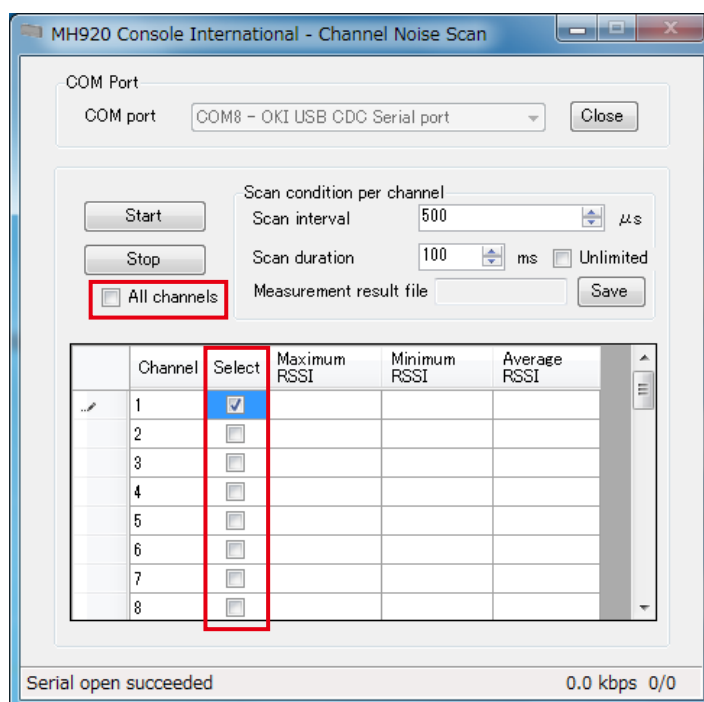 MH920 Console International - Channel Noise Scan
COM Port
COM port COM8 - OKI USB CDC Serial port Close
Scan condition per channel
Start Scan interval 500 μs
Stop Scan duration 100 ms Unlimited
All channels Measurement result file Save
Channel Select Maximum RSSI Minimum RSSI Average RSSI
1
2
3
4
5
6
7
8
Serial open succeeded 0.0 kbps 0/0